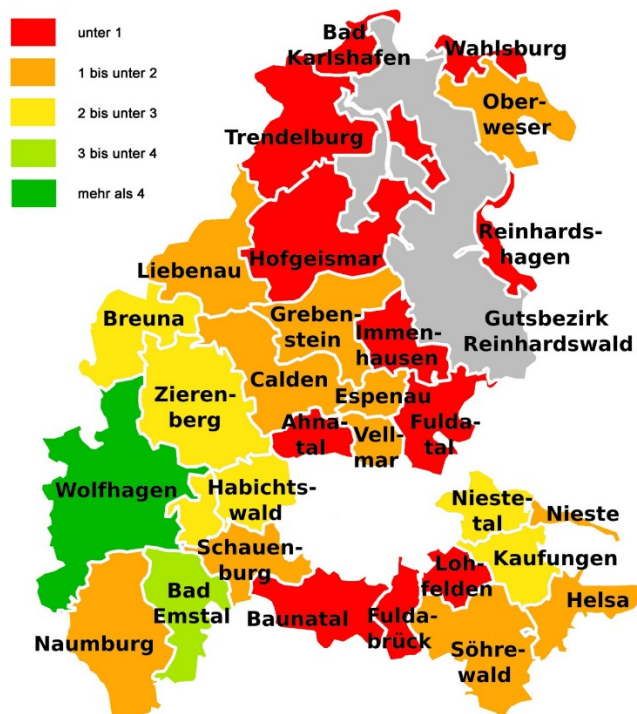 unter 1
1 bis unter 2
2 bis unter 3
3 bis unter 4
mehr als 4
Bad
Karlshafen
Wahlsburg
Ober-
weser
Trendelburg
Reinhards-
hagen
Hofgeismar
Liebenau
Breuna
Greben-
stein
Immen-
hausen
Gutsbezirk
Reinhardswald
Calden
Zieren-
berg
Espenau
Ahna-
tal
Vell-
mar
Fulda-
tal
Wolfhagen
Habichts-
wald
Nieste-
tal
Nieste
Schauen-
burg
Kaufungen
Loh-
felden
Helsa
Bad
Emstal
Baunatal
Fulda-
brück
Naumburg
Söhre-
wald